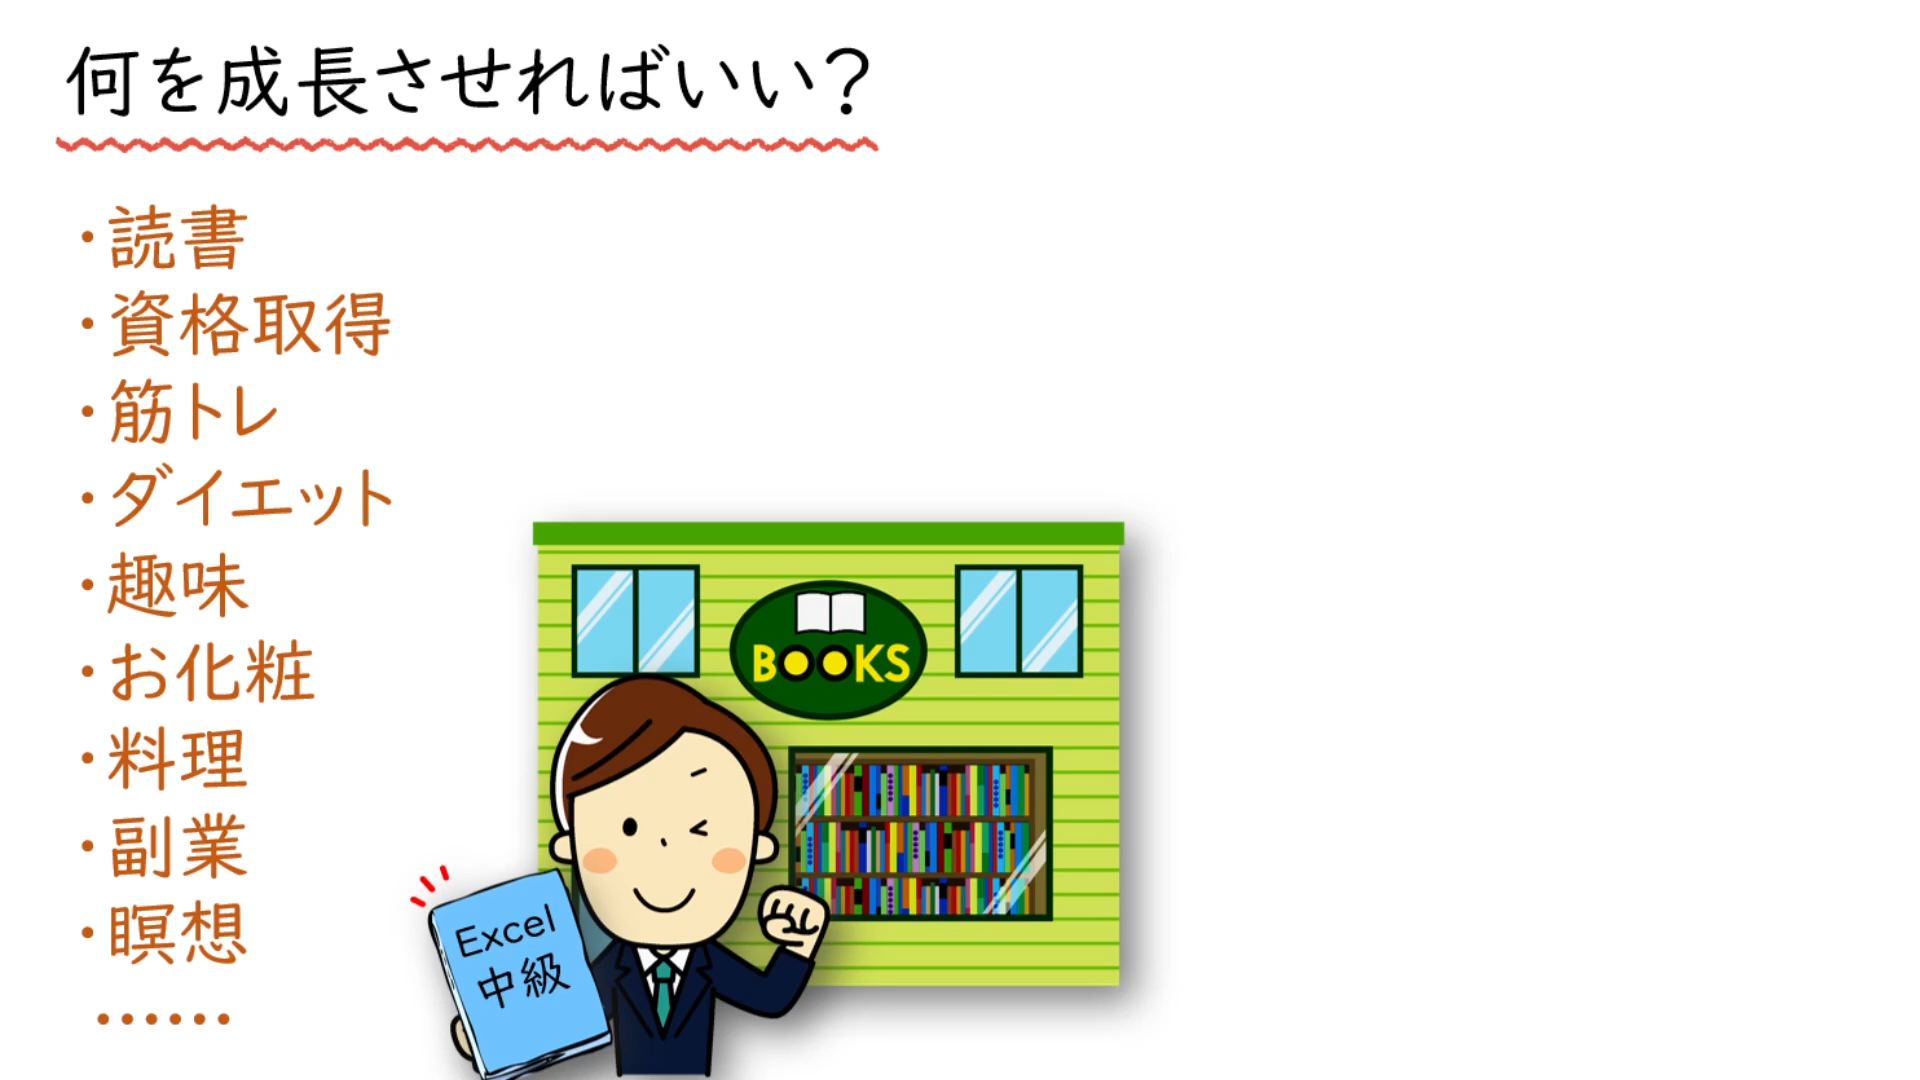 何を成長させればいい？
・読書
・資格取得
・筋トレ
・ダイエット
・趣味
・お化粧
・料理
・副業
・瞑想
・・・・・・
BOOKS
Excel
中級